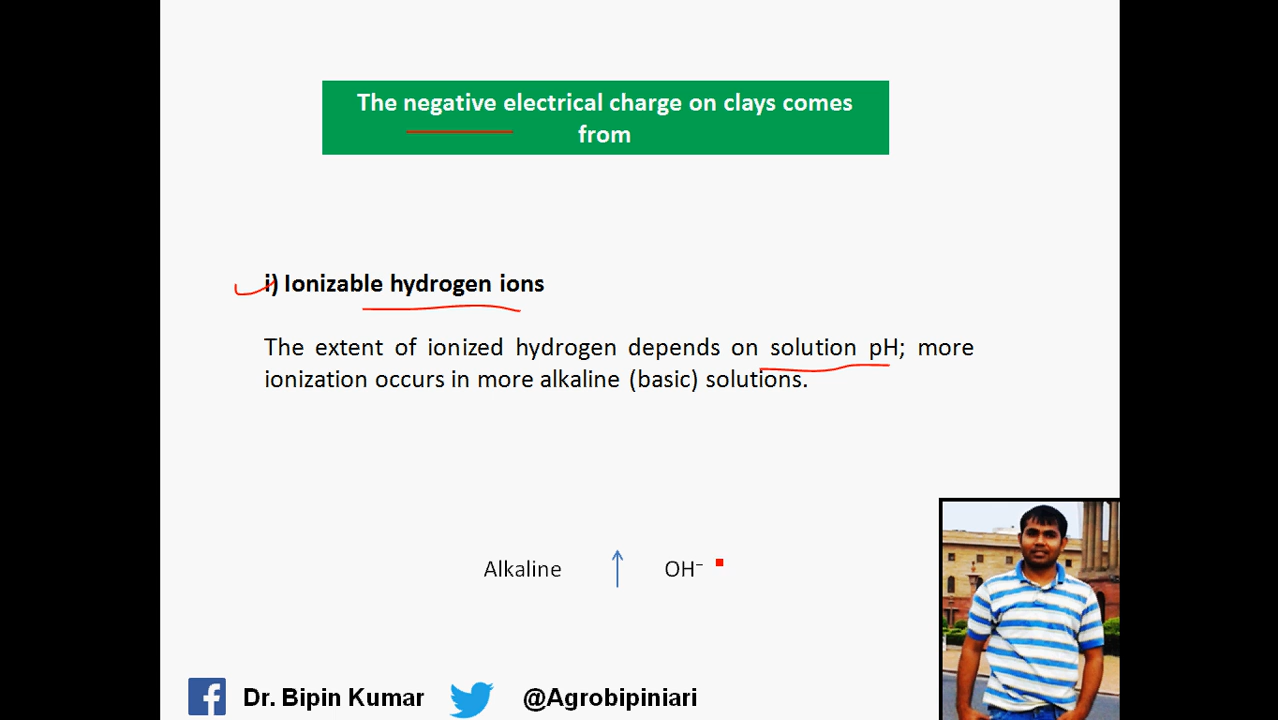 The negative electrical charge on clays comes
from
i) Ionizable hydrogen ions
The extent of ionized hydrogen depends on solution pH; more
ionization occurs in more alkaline (basic) solutions.
Alkaline ↑ OH⁻
Dr. Bipin Kumar @Agrobipiniari